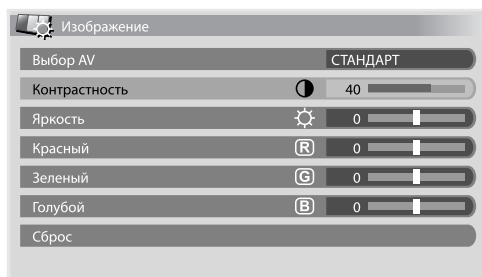 Изображение
Выбор AV СТАНДАРТ
Контрастность 40
Яркость 0
Красный R 0
Зеленый G 0
Голубой B 0
Сброс